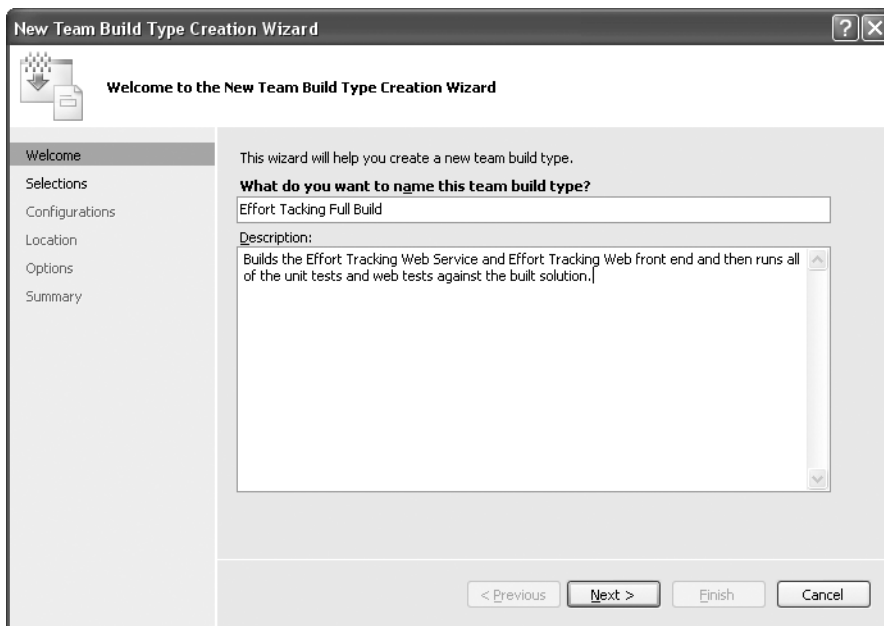 New Team Build Type Creation Wizard
Welcome to the New Team Build Type Creation Wizard
Welcome
Selections
Configurations
Location
Options
Summary
This wizard will help you create a new team build type.
What do you want to name this team build type?
Effort Tacking Full Build
Description:
Builds the Effort Tracking Web Service and Effort Tracking Web front end and then runs all
of the unit tests and web tests against the built solution.
< Previous
Next >
Finish
Cancel